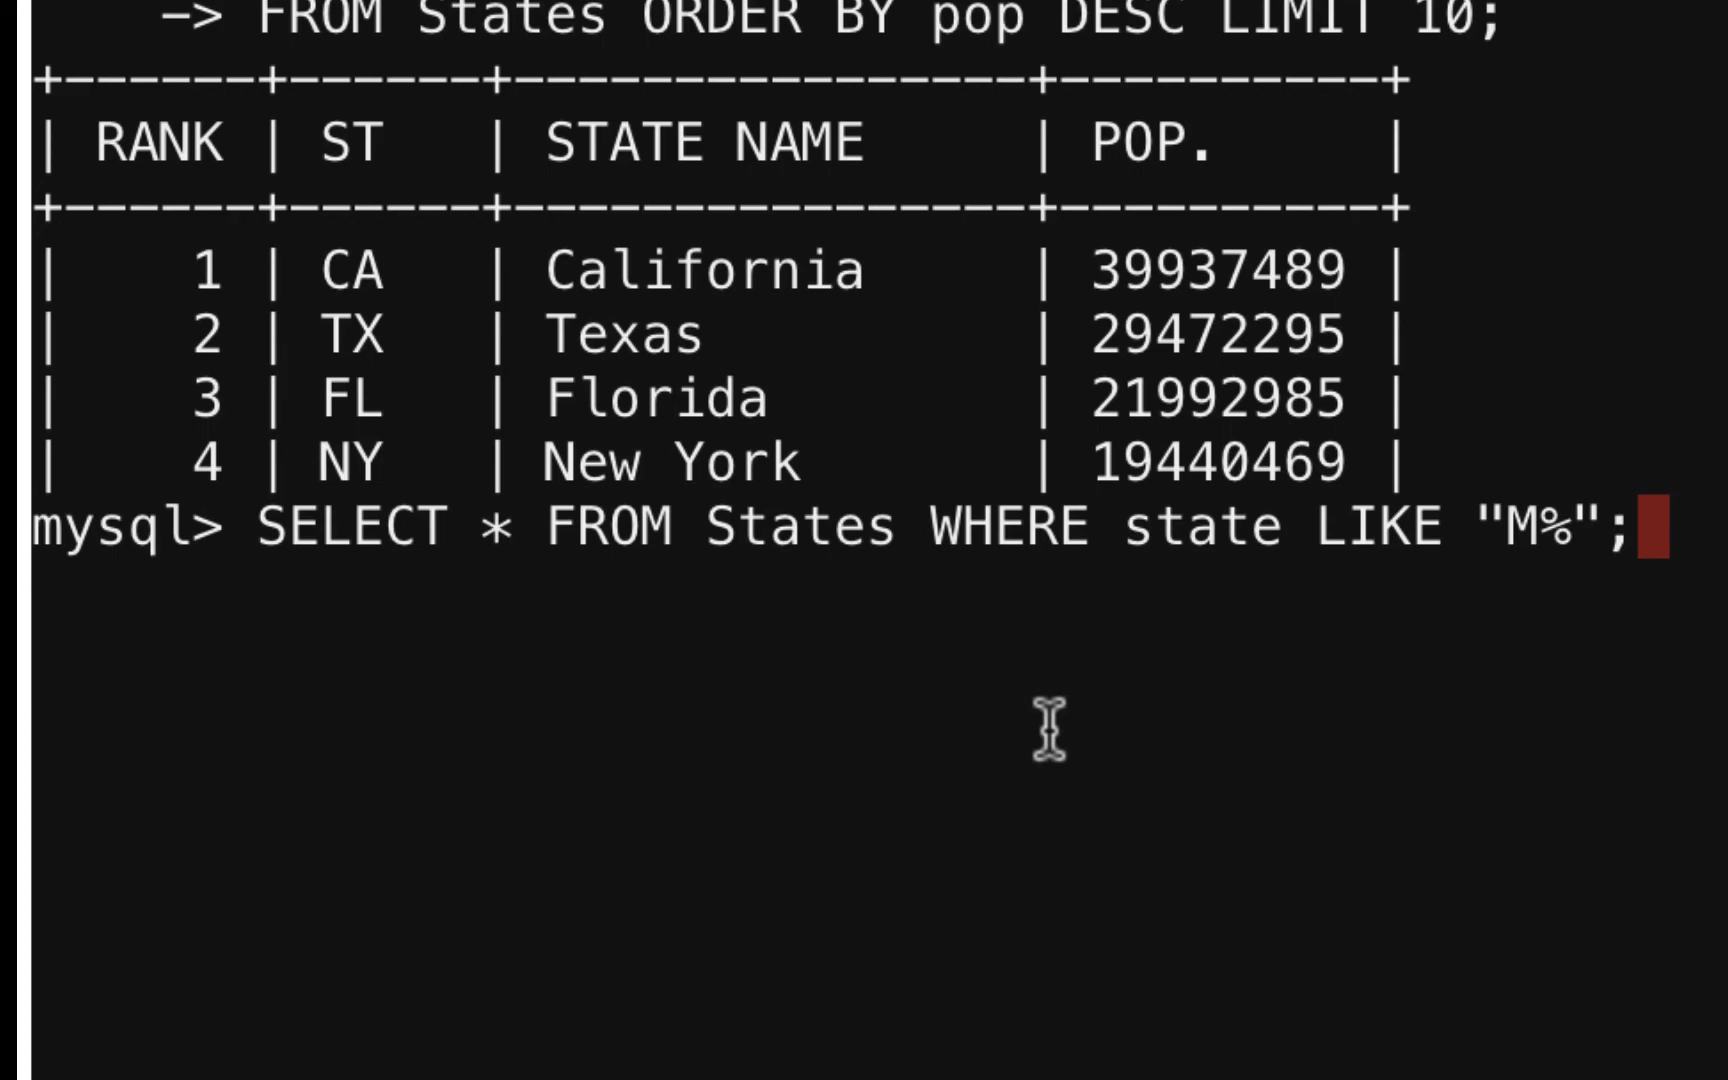 -> FROM States ORDER BY pop DESC LIMIT 10;
+------+------+----------------+----------+
| RANK | ST   | STATE NAME     | POP.     |
+------+------+----------------+----------+
|    1 | CA   | California     | 39937489 |
|    2 | TX   | Texas          | 29472295 |
|    3 | FL   | Florida        | 21992985 |
|    4 | NY   | New York       | 19440469 |
mysql> SELECT * FROM States WHERE state LIKE "M%";